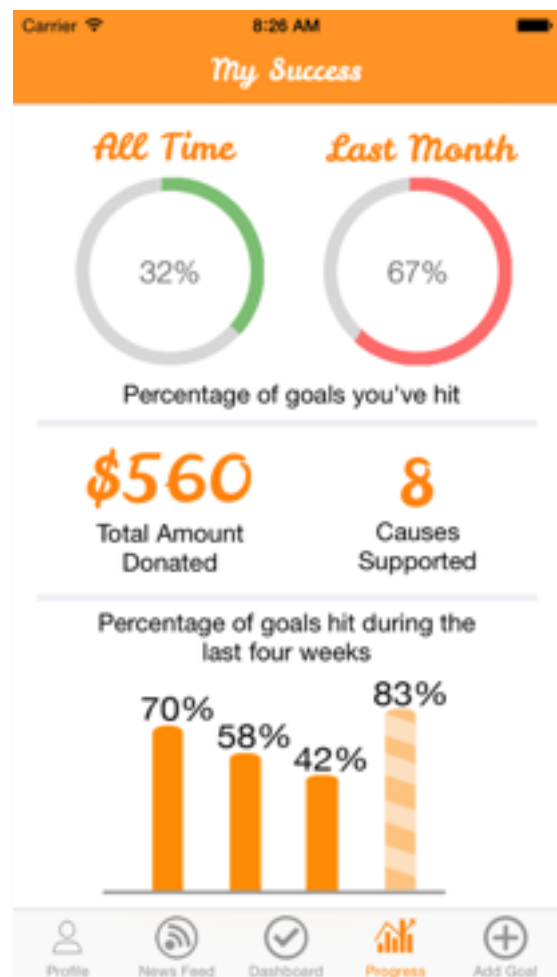 Carrier 8:26 AM
My Success
All Time Last Month
32% 67%
Percentage of goals you've hit
$560 8
Total Amount Causes
Donated Supported
Percentage of goals hit during the
last four weeks
70% 58% 42% 83%
Profile News Feed Dashboard Progress Add Goal